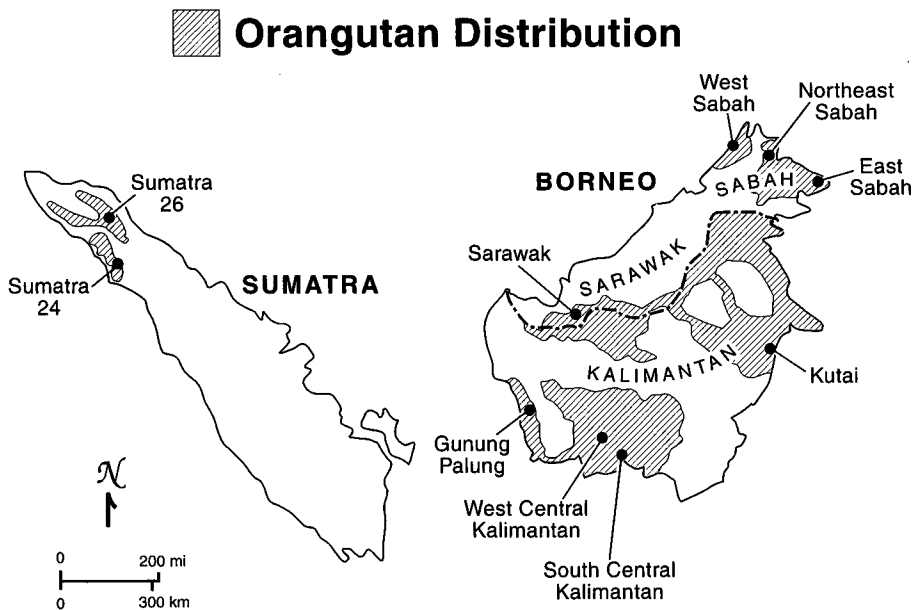 Orangutan Distribution
West
Sabah
Northeast
Sabah
East
Sabah
BORNEO
SABAH
Sumatra
26
Sumatra
24
SUMATRA
Sarawak
SARAWAK
KALIMANTAN
Kutai
Gunung
Palung
West Central
Kalimantan
South Central
Kalimantan
N
0 200 mi
0 300 km